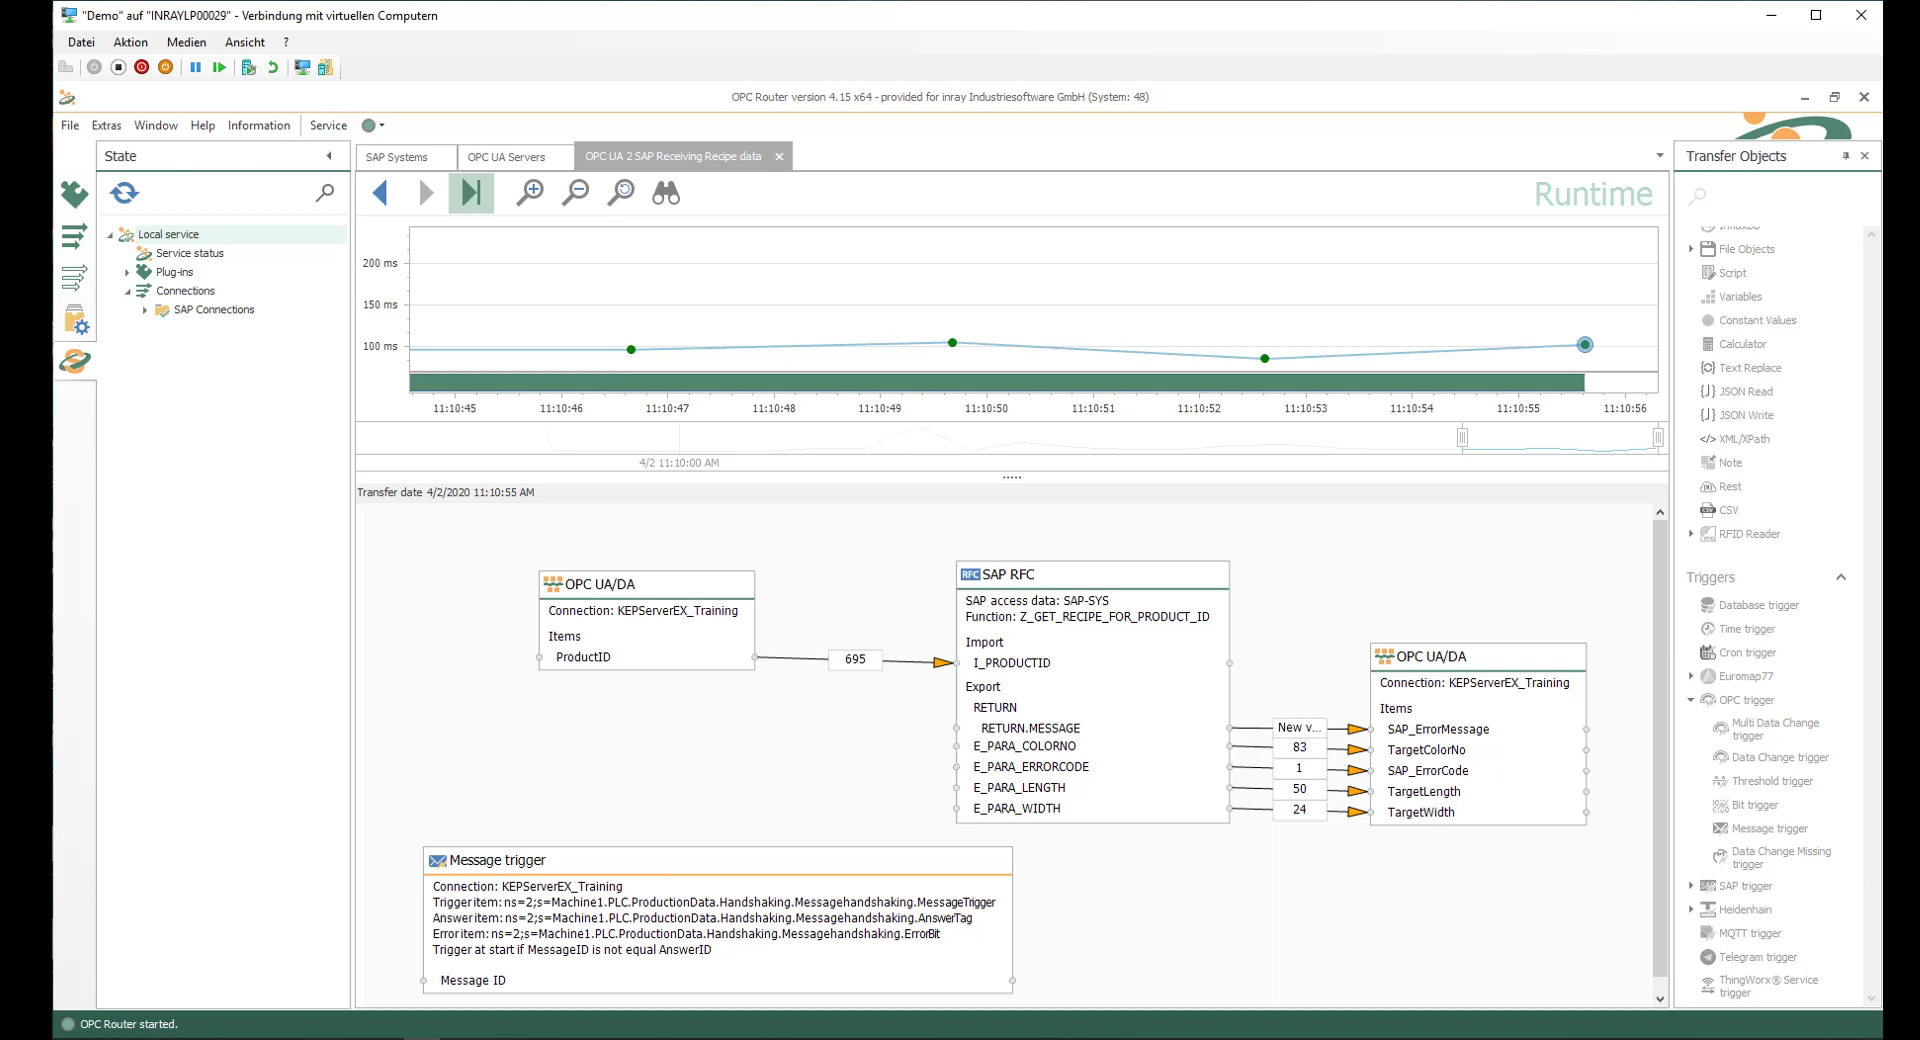 "Demo" auf "INRAYLP00029" - Verbindung mit virtuellen Computern
Datei Aktion Medien Ansicht ?
OPC Router version 4.15 x64 - provided for inray Industriesoftware GmbH (System: 48)
File Extras Window Help Information Service
State
Local service
Service status
Plug-ins
Connections
SAP Connections
SAP Systems OPC UA Servers OPC UA 2 SAP Receiving Recipe data
Runtime
200 ms
150 ms
100 ms
11:10:45 11:10:46 11:10:47 11:10:48 11:10:49 11:10:50 11:10:51 11:10:52 11:10:53 11:10:54 11:10:55 11:10:56
4/2 11:10:00 AM
Transfer date 4/2/2020 11:10:55 AM
OPC UA/DA
Connection: KEPServerEX_Training
Items
ProductID
695
RFC SAP RFC
SAP access data: SAP-SYS
Function: Z_GET_RECIPE_FOR_PRODUCT_ID
Import
I_PRODUCTID
Export
RETURN
RETURN.MESSAGE
E_PARA_COLORNO
E_PARA_ERRORCODE
E_PARA_LENGTH
E_PARA_WIDTH
New v...
83
1
50
24
OPC UA/DA
Connection: KEPServerEX_Training
Items
SAP_ErrorMessage
TargetColorNo
SAP_ErrorCode
TargetLength
TargetWidth
Message trigger
Connection: KEPServerEX_Training
Trigger item: ns=2;s=Machine1.PLC.ProductionData.Handshaking.Messagehandshaking.MessageTrigger
Answer item: ns=2;s=Machine1.PLC.ProductionData.Handshaking.Messagehandshaking.AnswerTag
Error item: ns=2;s=Machine1.PLC.ProductionData.Handshaking.Messagehandshaking.ErrorBit
Trigger at start if MessageID is not equal AnswerID
Message ID
Transfer Objects
File Objects
Script
Variables
Constant Values
Calculator
Text Replace
JSON Read
JSON Write
XML/XPath
Note
Rest
CSV
RFID Reader
Triggers
Database trigger
Time trigger
Cron trigger
Euromap77
OPC trigger
Multi Data Change
trigger
Data Change trigger
Threshold trigger
Bit trigger
Message trigger
Data Change Missing
trigger
SAP trigger
Heidenhain
MQTT trigger
Telegram trigger
ThingWorx® Service
trigger
OPC Router started.